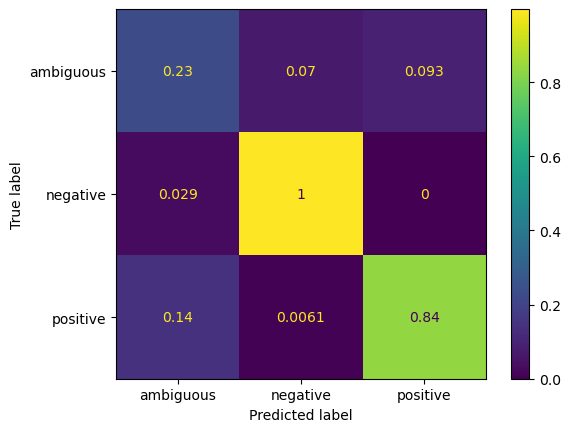 ambiguous 0.23 0.07 0.093
negative 0.029 1 0
positive 0.14 0.0061 0.84
ambiguous negative positive
Predicted label
True label
0.8
0.6
0.4
0.2
0.0